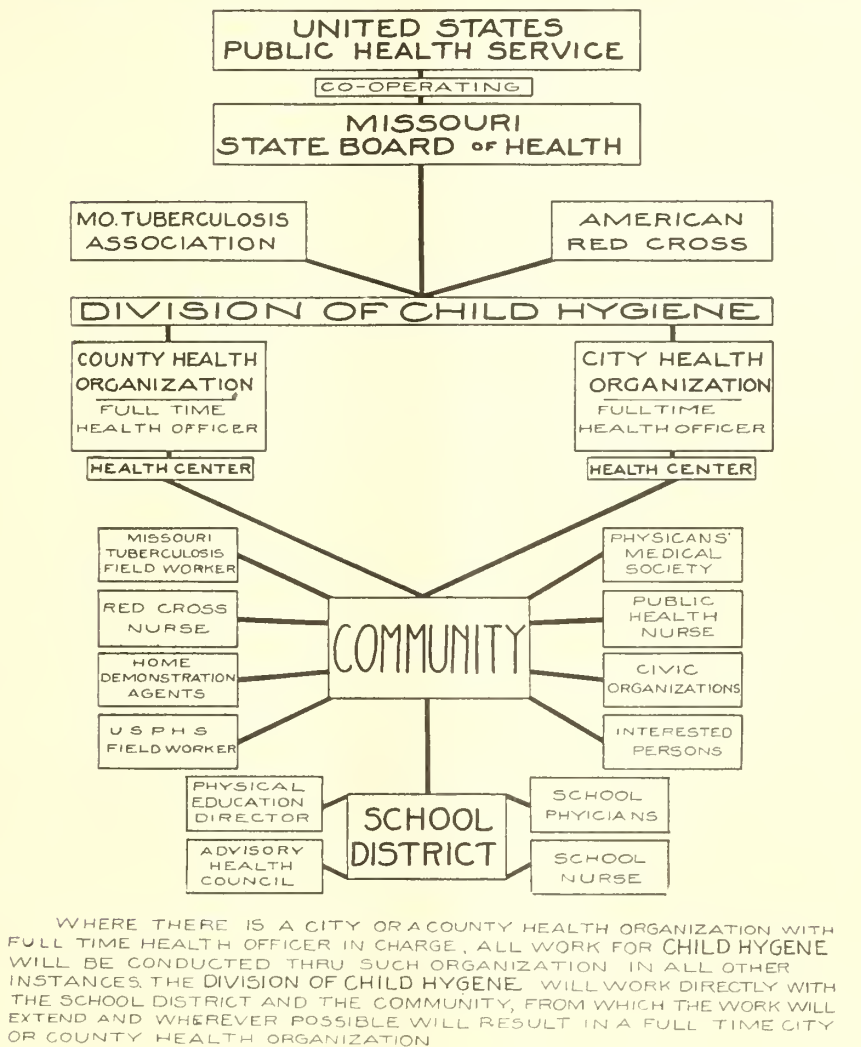 UNITED STATES
PUBLIC HEALTH SERVICE
CO-OPERATING
MISSOURI
STATE BOARD OF HEALTH
MO. TUBERCULOSIS
ASSOCIATION
AMERICAN
RED CROSS
DIVISION OF CHILD HYGIENE
COUNTY HEALTH
ORGANIZATION
FULL TIME
HEALTH OFFICER
HEALTH CENTER
CITY HEALTH
ORGANIZATION
FULL TIME
HEALTH OFFICER
HEALTH CENTER
MISSOURI
TUBERCULOSIS
FIELD WORKER
RED CROSS
NURSE
HOME
DEMONSTRATION
AGENTS
U S P H S
FIELD WORKER
COMMUNITY
PHYSICANS'
MEDICAL
SOCIETY
PUBLIC
HEALTH
NURSE
CIVIC
ORGANIZATIONS
INTERESTED
PERSONS
PHYSICAL
EDUCATION
DIRECTOR
ADVISORY
HEALTH
COUNCIL
SCHOOL
DISTRICT
SCHOOL
PHYICIANS
SCHOOL
NURSE
WHERE THERE IS A CITY OR A COUNTY HEALTH ORGANIZATION WITH
FULL TIME HEALTH OFFICER IN CHARGE, ALL WORK FOR CHILD HYGENE
WILL BE CONDUCTED THRU SUCH ORGANIZATION IN ALL OTHER
INSTANCES THE DIVISION OF CHILD HYGENE WILL WORK DIRECTLY WITH
THE SCHOOL DISTRICT AND THE COMMUNITY, FROM WHICH THE WORK WILL
EXTEND AND WHEREVER POSSIBLE WILL RESULT IN A FULL TIME CITY
OR COUNTY HEALTH ORGANIZATION